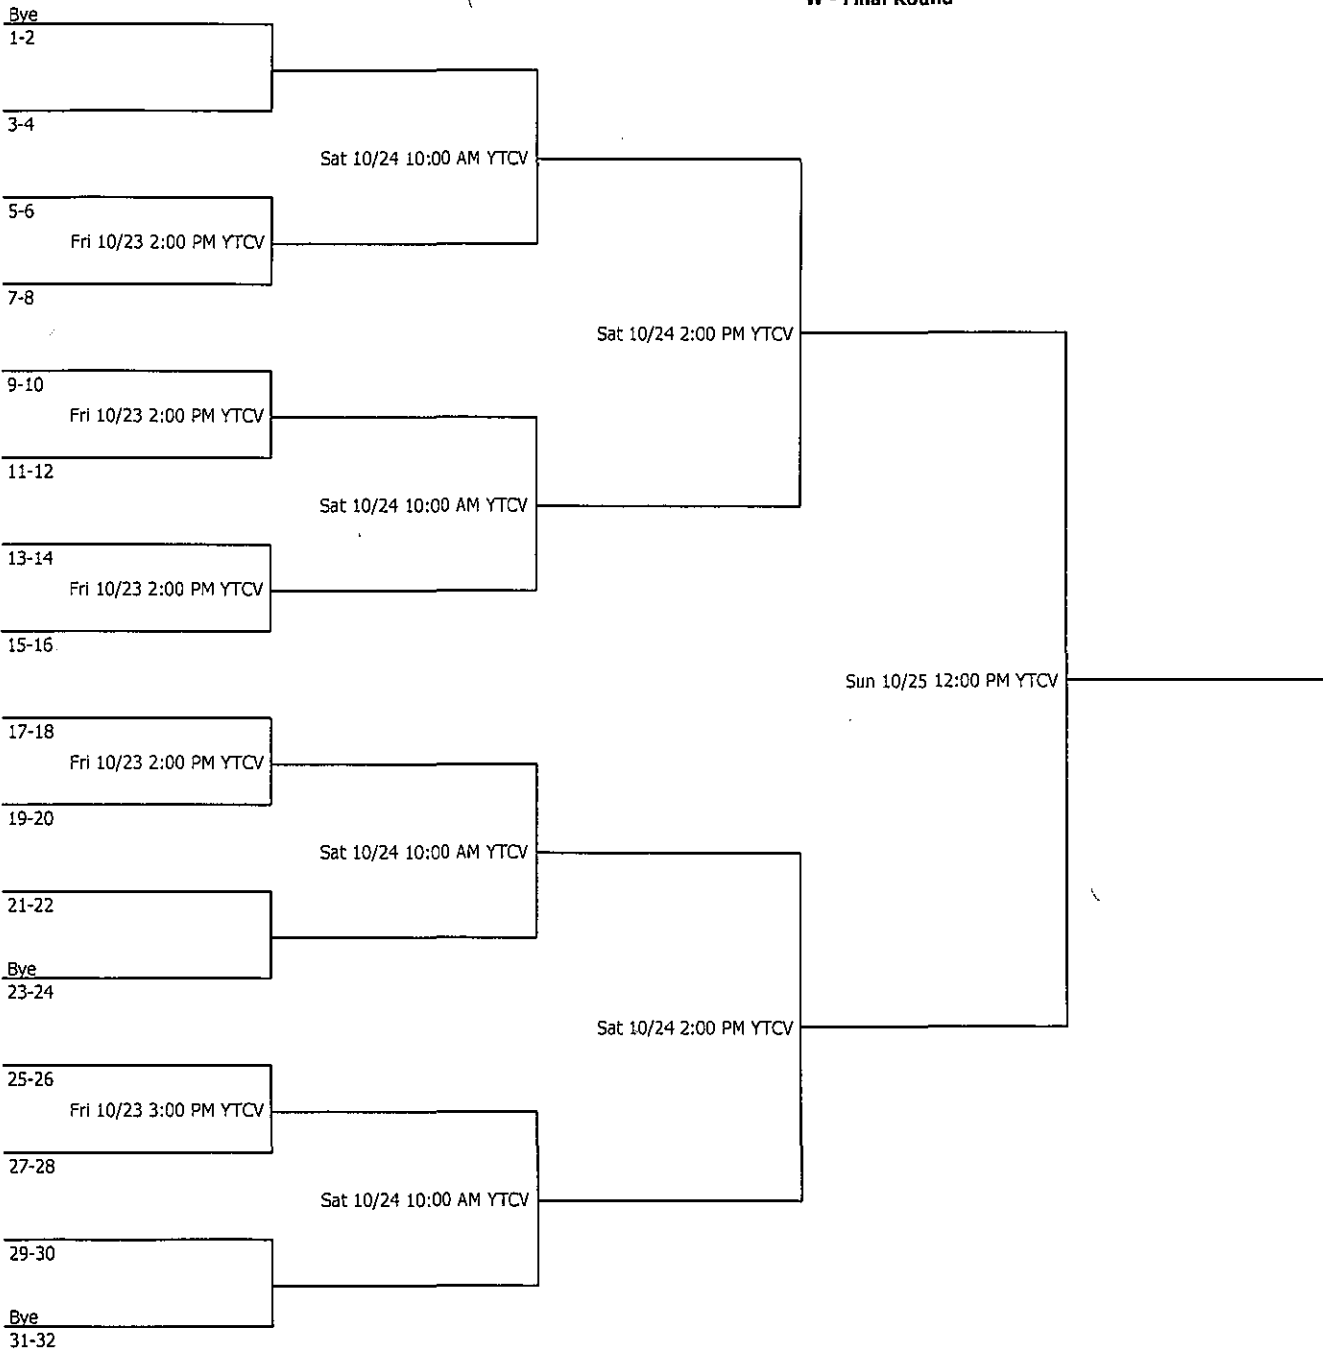 W - Final Round
Bye
1-2
3-4
Sat 10/24 10:00 AM YTCV
5-6
Fri 10/23 2:00 PM YTCV
7-8
Sat 10/24 2:00 PM YTCV
9-10
Fri 10/23 2:00 PM YTCV
11-12
Sat 10/24 10:00 AM YTCV
13-14
Fri 10/23 2:00 PM YTCV
15-16
Sun 10/25 12:00 PM YTCV
17-18
Fri 10/23 2:00 PM YTCV
19-20
Sat 10/24 10:00 AM YTCV
21-22
Bye
23-24
Sat 10/24 2:00 PM YTCV
25-26
Fri 10/23 3:00 PM YTCV
27-28
Sat 10/24 10:00 AM YTCV
29-30
Bye
31-32